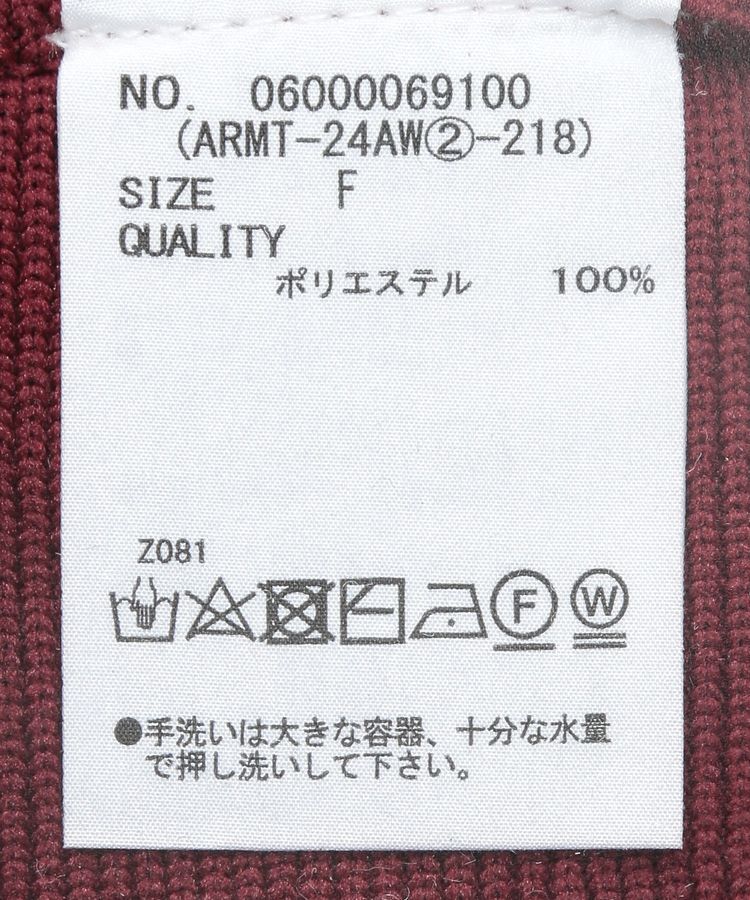 NO. 06000069100
(ARMT-24AW②-218)
SIZE F
QUALITY
ポリエステル 100%
Z081
F W
●手洗いは大きな容器、十分な水量
で押し洗いして下さい。